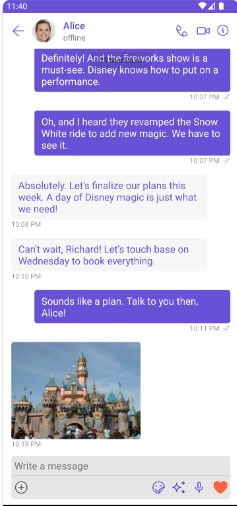 11:40
Alice
offline
Definitely! And the fireworks show is a
must-see. Disney knows how to put on a
performance.
10:07 PM
Oh, and I heard they revamped the Snow
White ride to add new magic. We have to
see it.
10:07 PM
Absolutely. Let's finalize our plans this
week. A day of Disney magic is just what
we need!
10:08 PM
Can't wait, Richard! Let's touch base on
Wednesday to book everything.
10:10 PM
Sounds like a plan. Talk to you then,
Alice!
10:11 PM
10:19 PM
Write a message